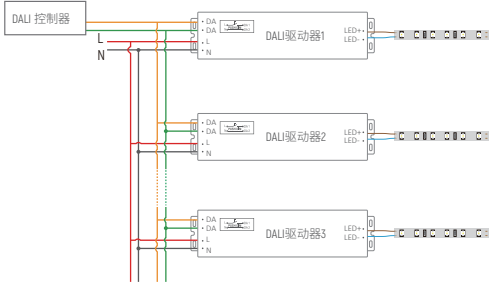 DALI 控制器
L
N
DA
DA
L
N
DALI驱动器1
LED+
LED-
DA
DA
L
N
DALI驱动器2
LED+
LED-
DA
DA
L
N
DALI驱动器3
LED+
LED-